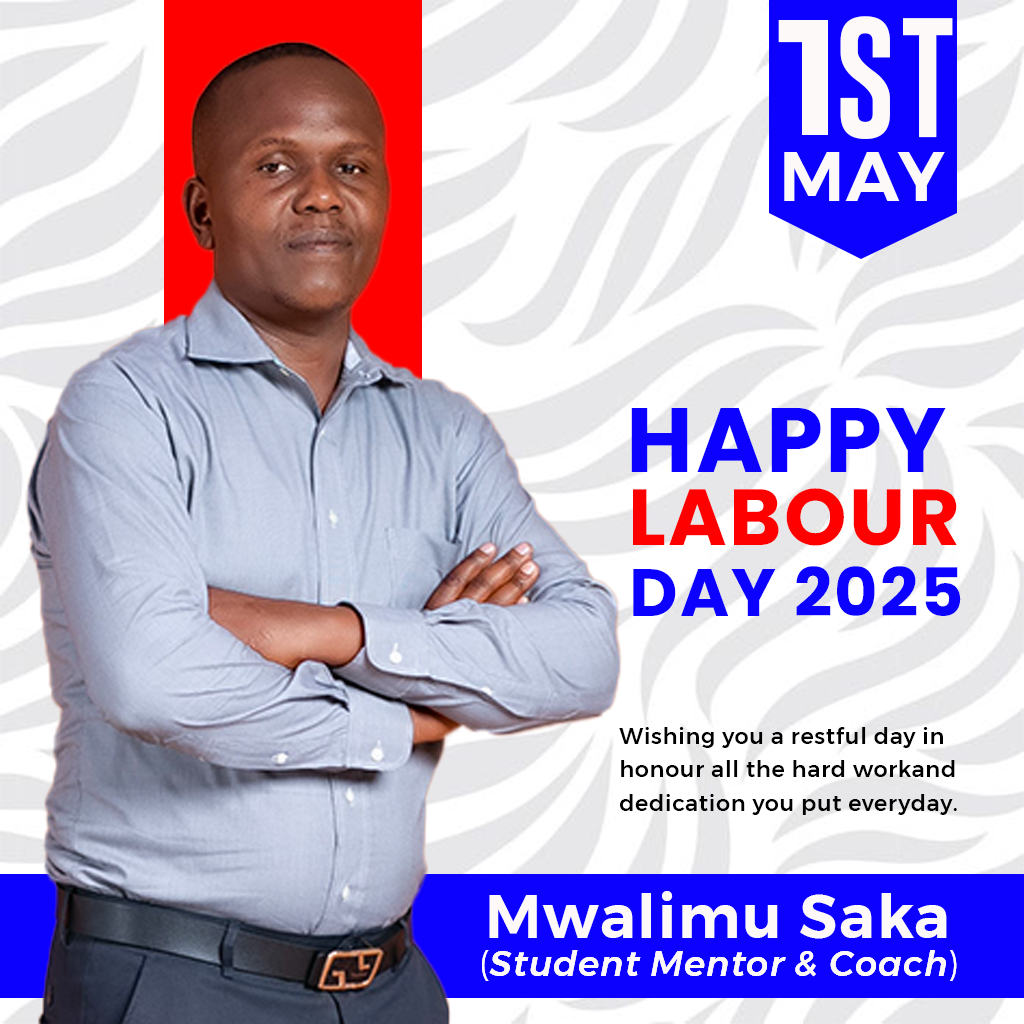 1ST
MAY
HAPPY
LABOUR
DAY 2025
Wishing you a restful day in
honour all the hard workand
dedication you put everyday.
Mwalimu Saka
(Student Mentor & Coach)